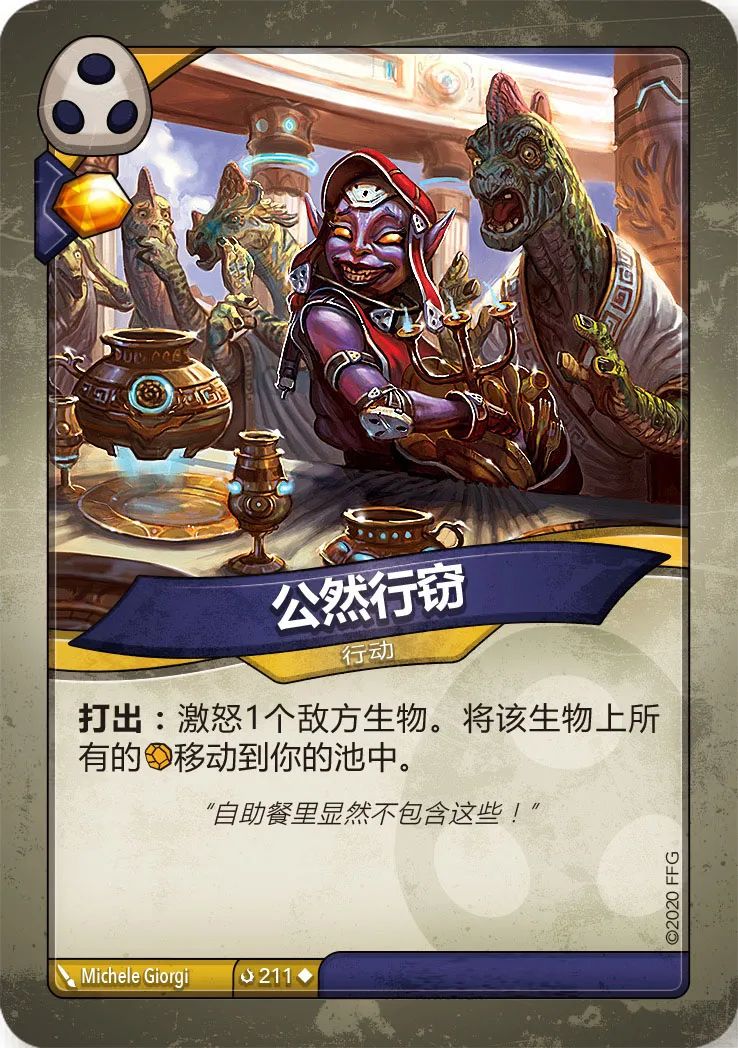 公然行窃
行动
打出：激怒1个敌方生物。将该生物上所
有的移动到你的池中。
“自助餐里显然不包含这些！”
©2020 FFG
Michele Giorgi
211